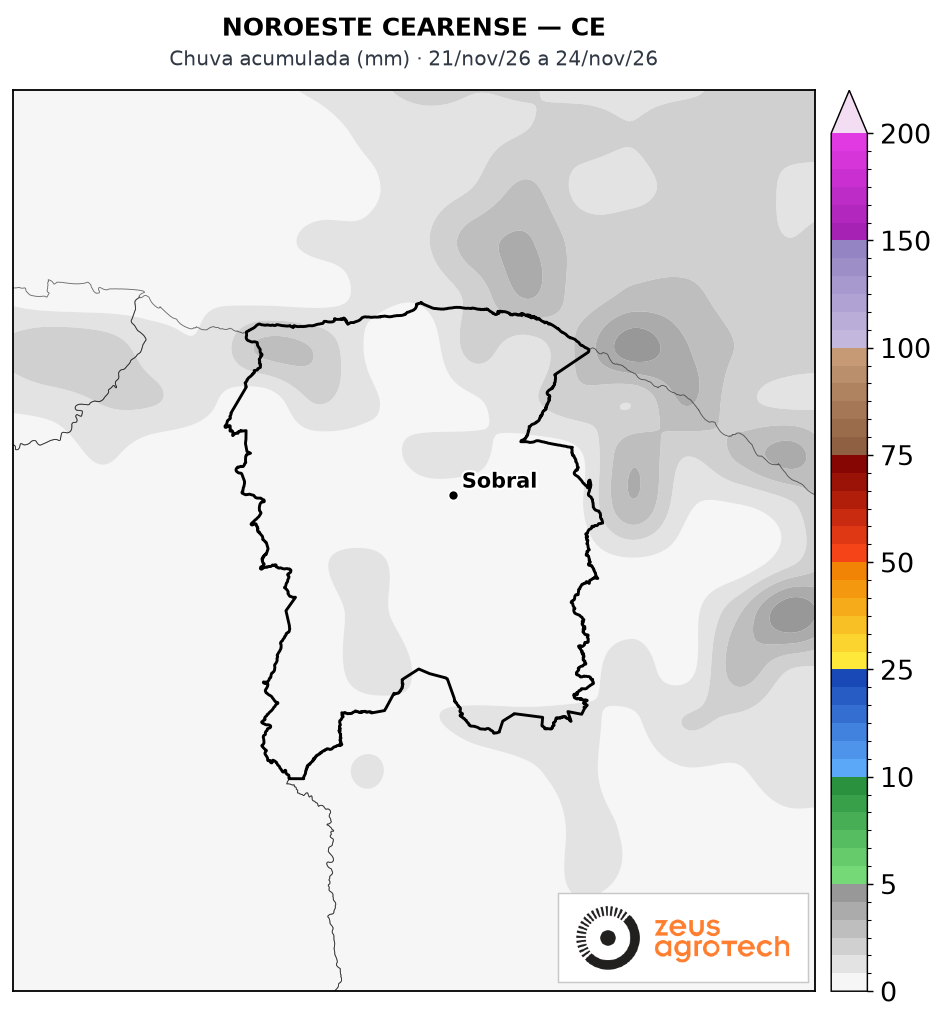 NOROESTE CEARENSE — CE
Chuva acumulada (mm) · 21/nov/26 a 24/nov/26
200
150
100
75
50
25
10
5
0
Sobral
zeus
agrotech